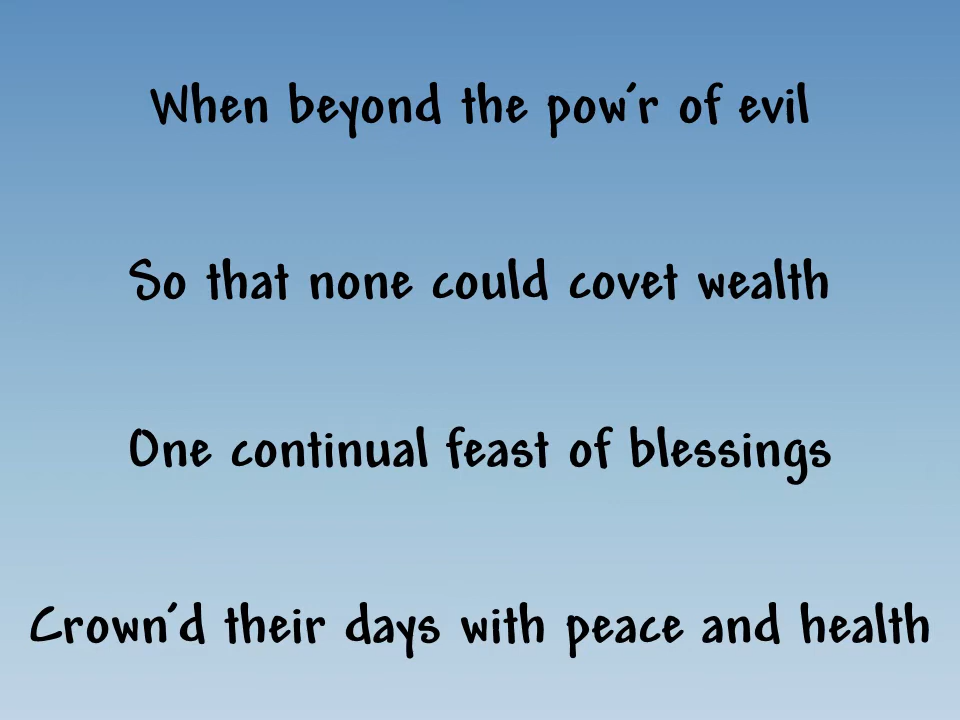 When beyond the pow'r of evil
So that none could covet wealth
One continual feast of blessings
Crown'd their days with peace and health